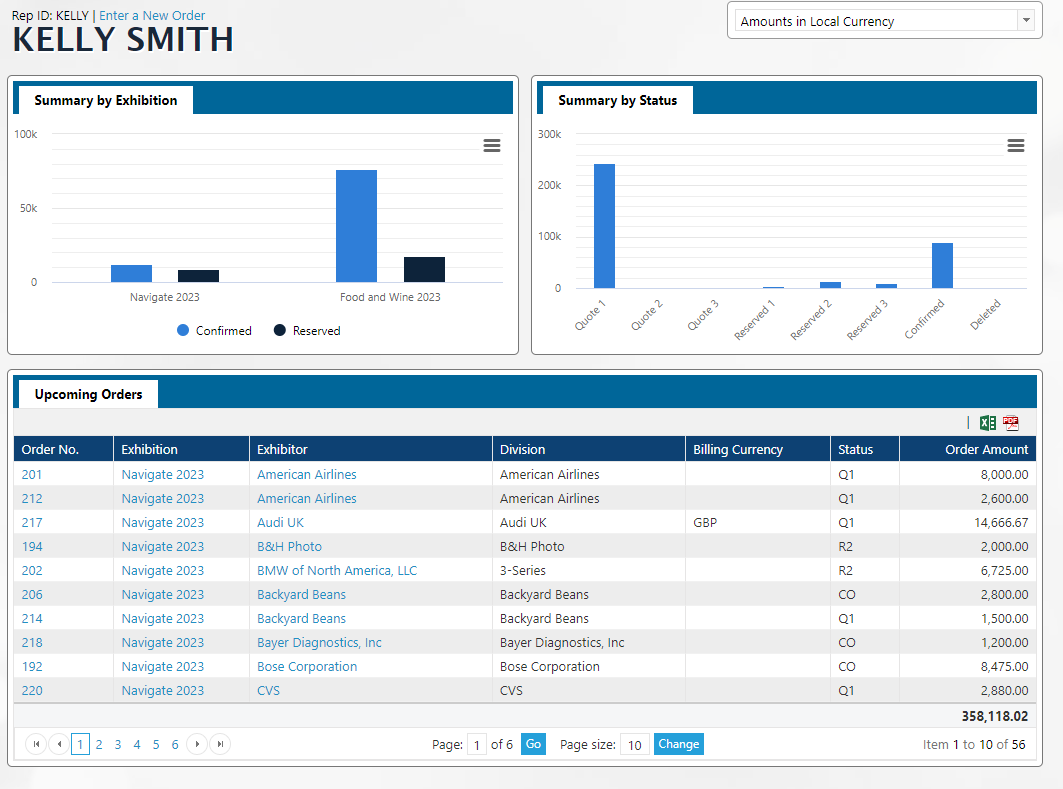 Rep ID: KELLY | Enter a New Order
KELLY SMITH
Amounts in Local Currency
Summary by Exhibition
100k
50k
0
Navigate 2023
Food and Wine 2023
Confirmed
Reserved
Summary by Status
300k
200k
100k
0
Quote 1
Quote 2
Quote 3
Reserved 1
Reserved 2
Reserved 3
Confirmed
Deleted
Upcoming Orders
PDF
Order No. Exhibition Exhibitor Division Billing Currency Status Order Amount
201 Navigate 2023 American Airlines American Airlines Q1 8,000.00
212 Navigate 2023 American Airlines American Airlines Q1 2,600.00
217 Navigate 2023 Audi UK Audi UK GBP Q1 14,666.67
194 Navigate 2023 B&H Photo B&H Photo R2 2,000.00
202 Navigate 2023 BMW of North America, LLC 3-Series R2 6,725.00
206 Navigate 2023 Backyard Beans Backyard Beans CO 2,800.00
214 Navigate 2023 Backyard Beans Backyard Beans Q1 1,500.00
218 Navigate 2023 Bayer Diagnostics, Inc Bayer Diagnostics, Inc CO 1,200.00
192 Navigate 2023 Bose Corporation Bose Corporation CO 8,475.00
220 Navigate 2023 CVS CVS Q1 2,880.00
358,118.02
1 2 3 4 5 6 Page: 1 of 6 Go Page size: 10 Change Item 1 to 10 of 56